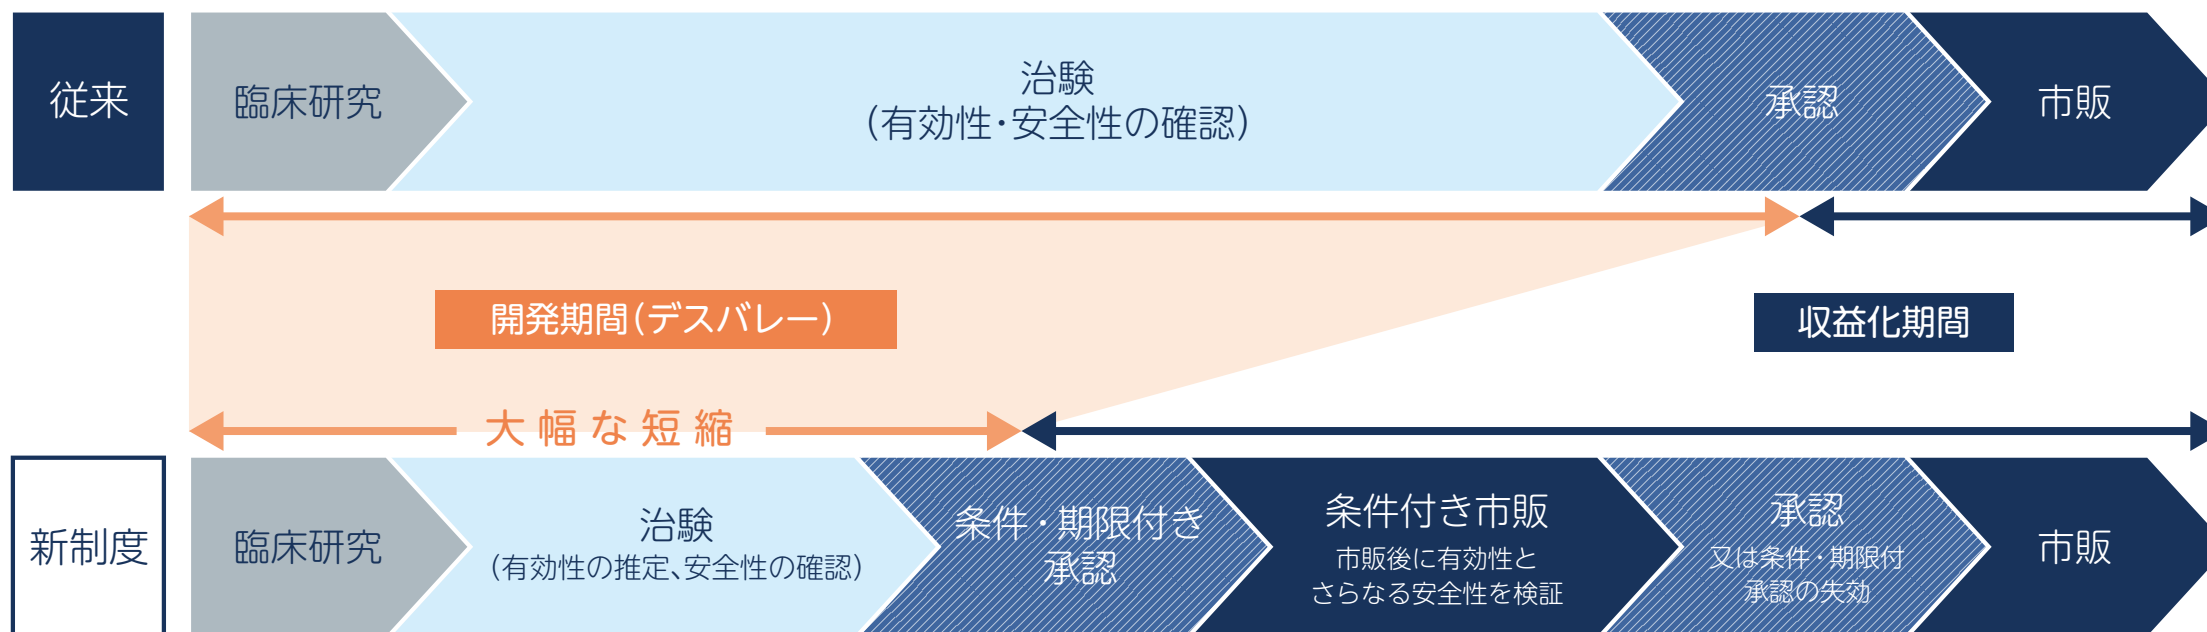 従来
臨床研究
治験
(有効性・安全性の確認)
承認
市販
開発期間(デスバレー)
収益化期間
大幅な短縮
新制度
臨床研究
治験
(有効性の推定、安全性の確認)
条件・期限付き
承認
条件付き市販
市販後に有効性と
さらなる安全性を検証
承認
又は条件・期限付
承認の失効
市販